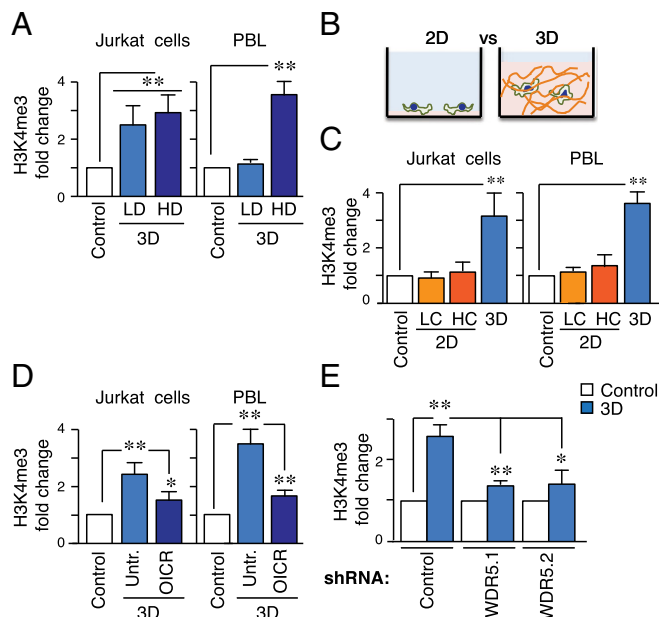 A
Jurkat cells
PBL
H3K4me3
fold change
4
2
0
**
**
Control
LD
HD
3D
Control
LD
HD
3D
B
2D
vs
3D
C
Jurkat cells
PBL
H3K4me3
fold change
4
2
0
**
**
Control
LC
HC
2D
3D
Control
LC
HC
2D
3D
D
Jurkat cells
PBL
H3K4me3
fold change
4
2
0
**
*
**
**
Control
Untr.
OICR
3D
Control
Untr.
OICR
3D
E
Control
3D
H3K4me3
fold change
2
0
**
**
*
shRNA:
Control
WDR5.1
WDR5.2